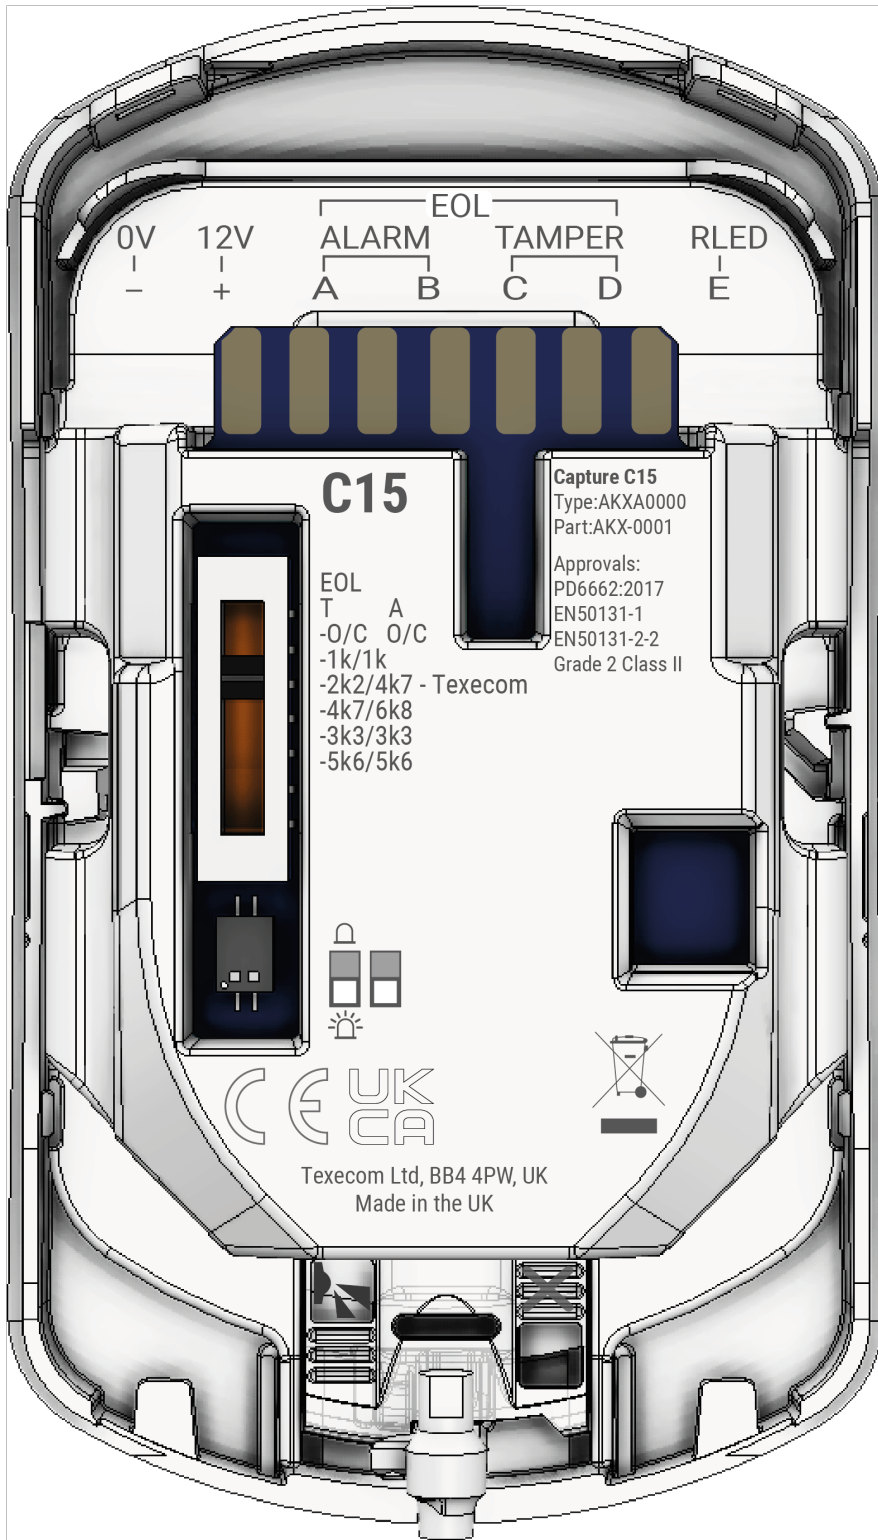 EOL
0V 12V ALARM TAMPER RLED
– + A B C D E
C15
Capture C15
Type:AKXA0000
Part:AKX-0001
Approvals:
PD6662:2017
EN50131-1
EN50131-2-2
Grade 2 Class II
EOL
T A
-O/C O/C
-1k/1k
-2k2/4k7 - Texecom
-4k7/6k8
-3k3/3k3
-5k6/5k6
CE UK
CA
Texecom Ltd, BB4 4PW, UK
Made in the UK